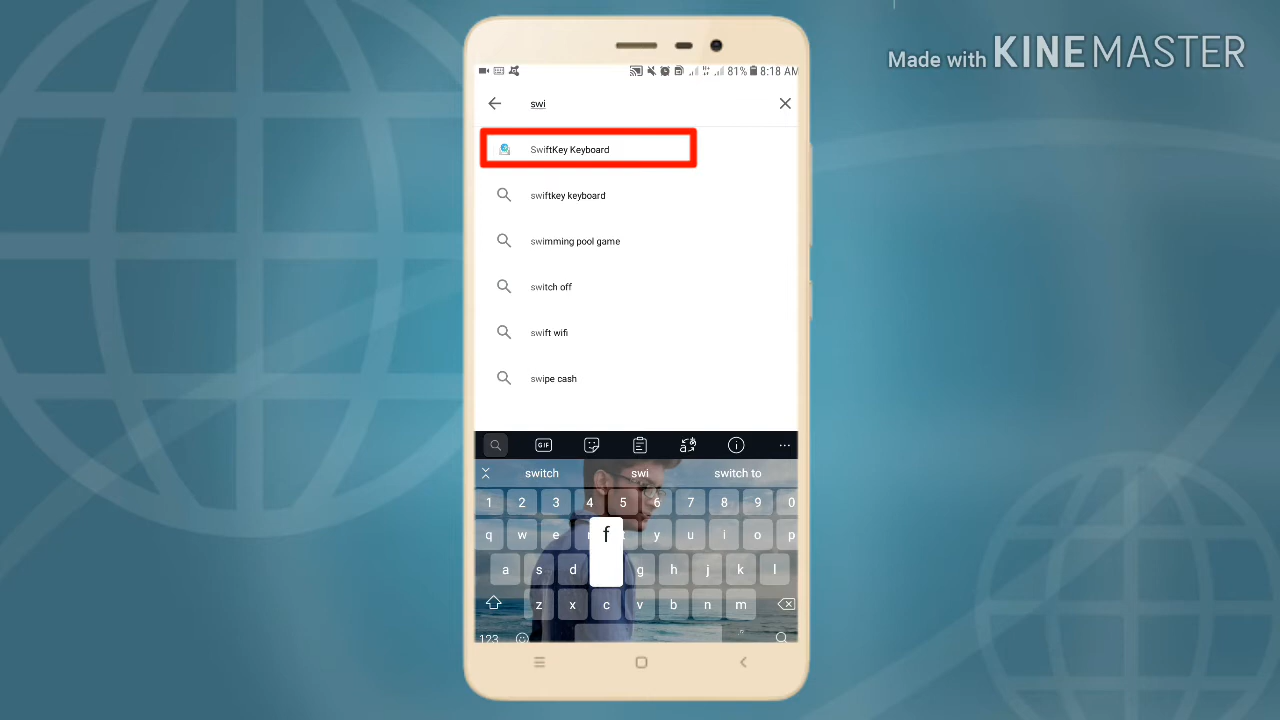 Made with KINEMASTER
81% 8:18 AM
swi
SwiftKey Keyboard
swiftkey keyboard
swimming pool game
switch off
swift wifi
swipe cash
GIF
switch swi switch to
1 2 3 4 5 6 7 8 9 0
q w e r t y u i o p
f
a s d g h j k l
z x c v b n m
123